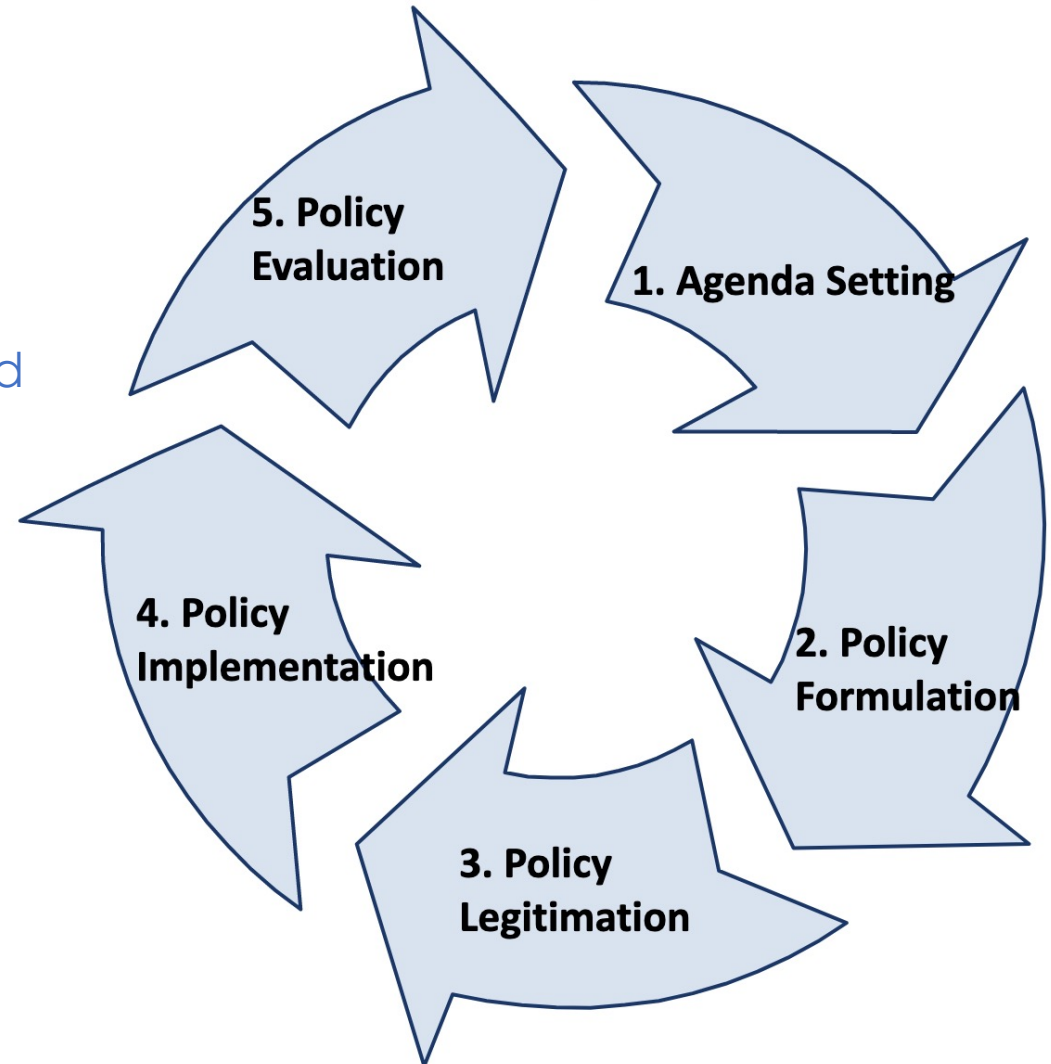 5. Policy
Evaluation
1. Agenda Setting
d
4. Policy
Implementation
2. Policy
Formulation
3. Policy
Legitimation